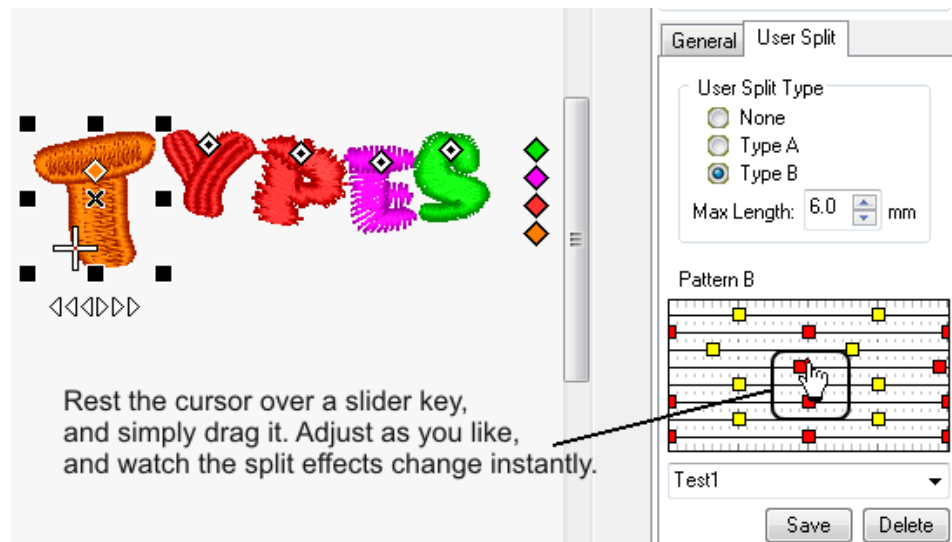 General User Split
User Split Type
None
Type A
Type B
Max Length: 6.0 mm
TYPES
Pattern B
Rest the cursor over a slider key,
and simply drag it. Adjust as you like,
and watch the split effects change instantly.
Test1
Save Delete